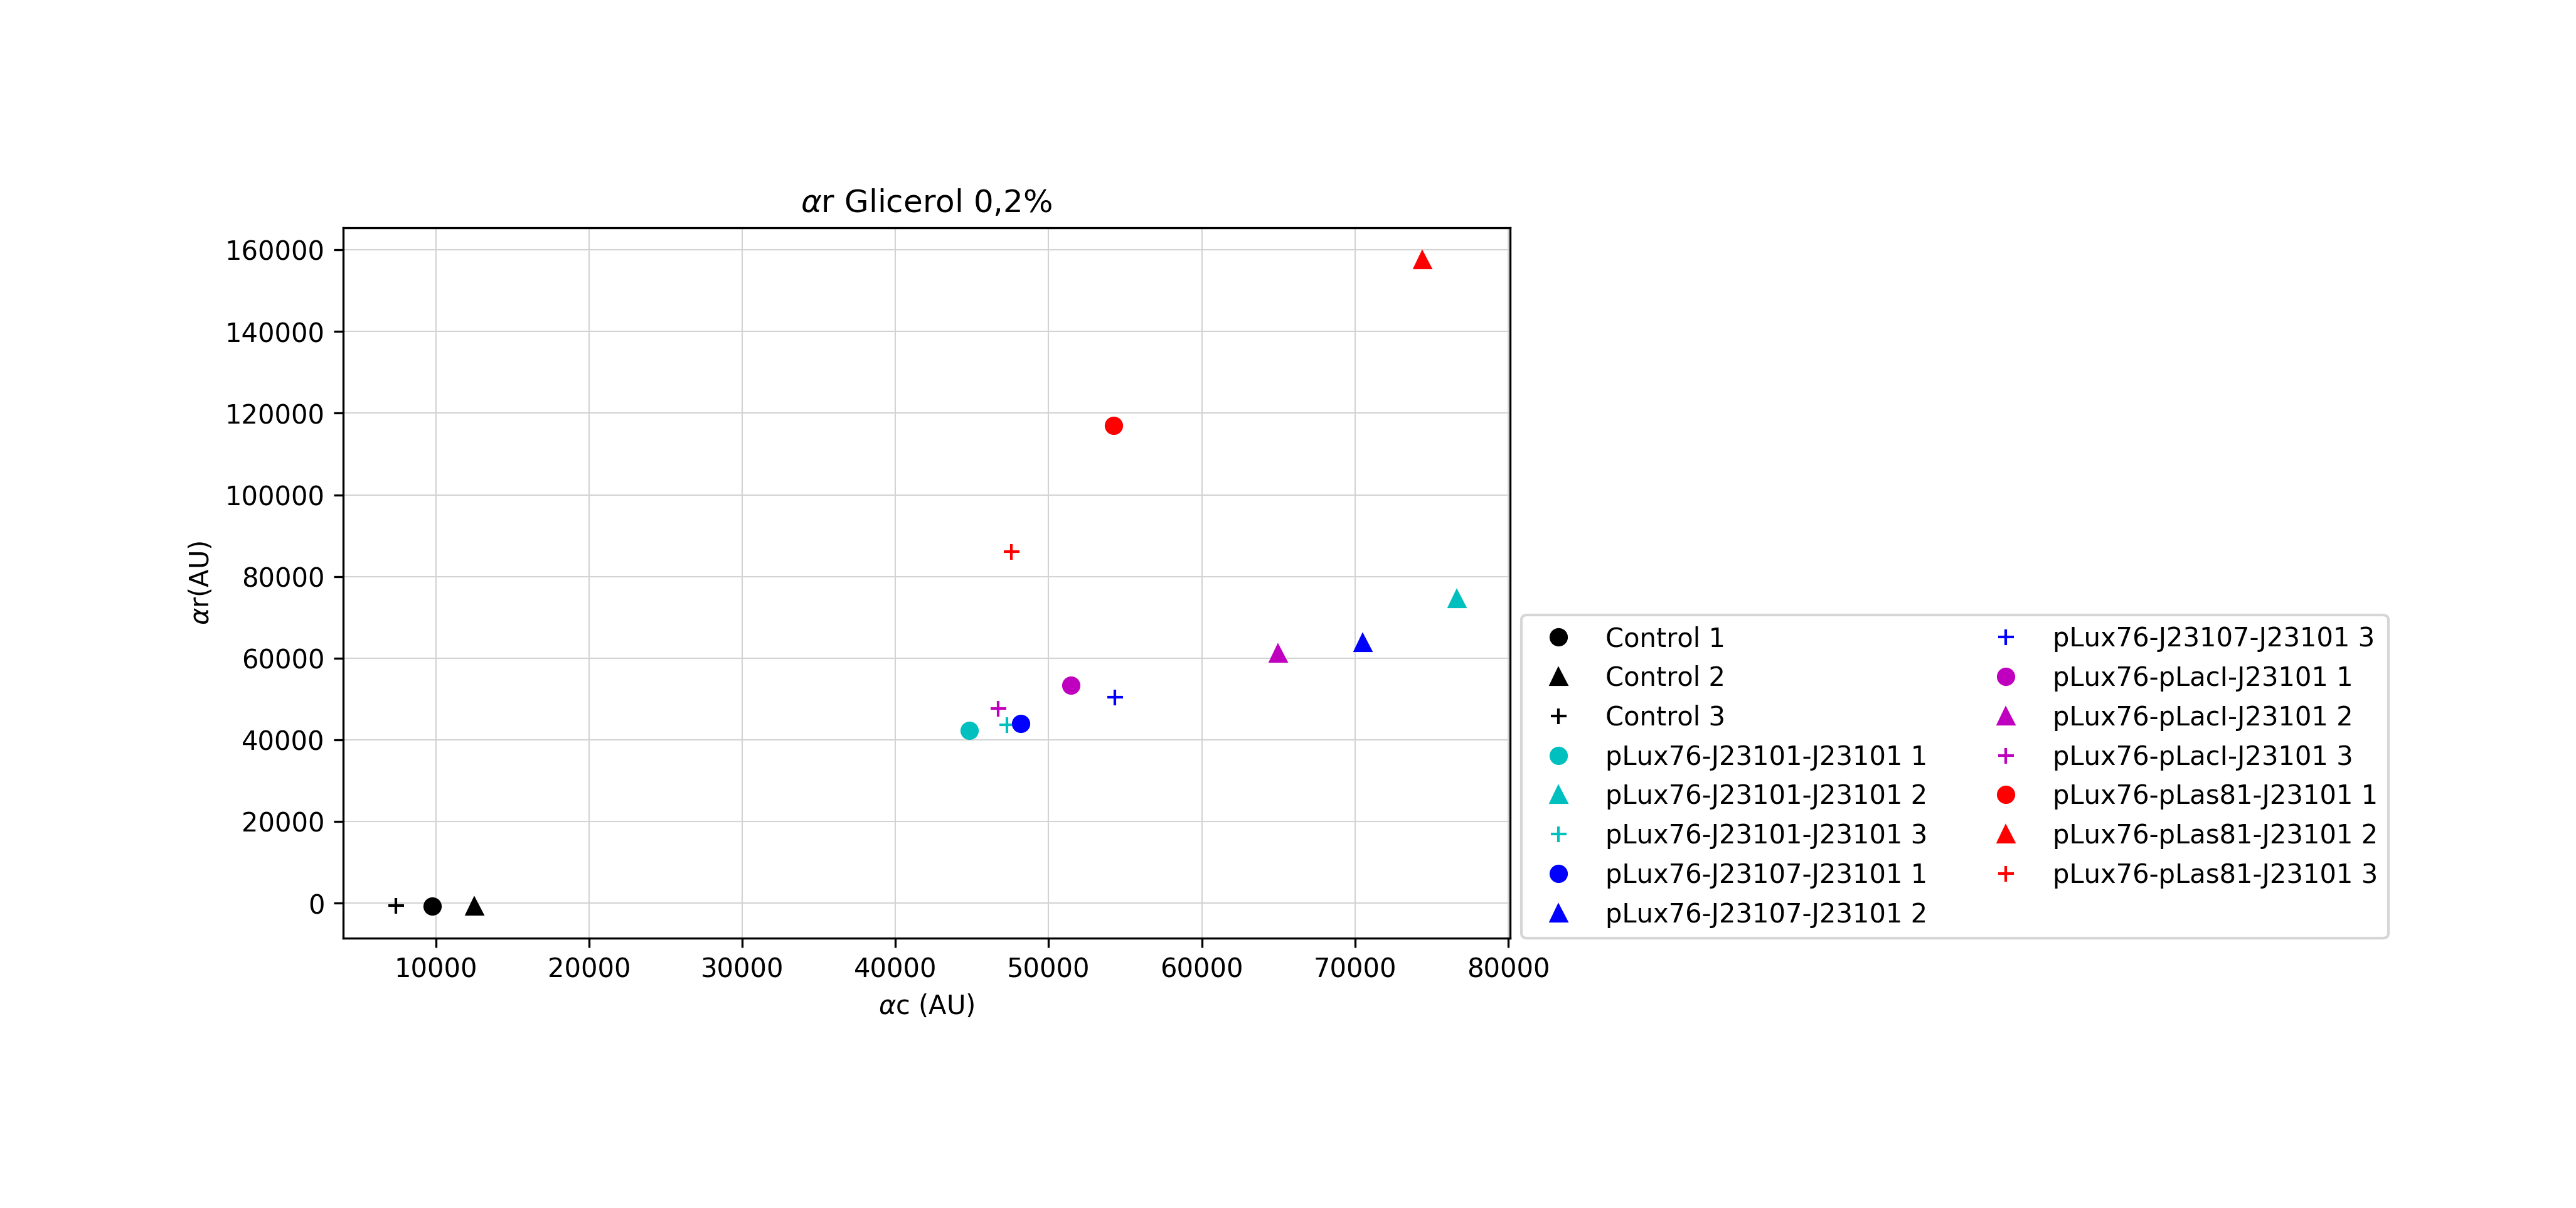 αr Glicerol 0,2%
160000
140000
120000
100000
80000
60000
40000
20000
0
αr(AU)
10000 20000 30000 40000 50000 60000 70000 80000
αc (AU)
Control 1
Control 2
Control 3
pLux76-J23101-J23101 1
pLux76-J23101-J23101 2
pLux76-J23101-J23101 3
pLux76-J23107-J23101 1
pLux76-J23107-J23101 2
pLux76-J23107-J23101 3
pLux76-pLacI-J23101 1
pLux76-pLacI-J23101 2
pLux76-pLacI-J23101 3
pLux76-pLas81-J23101 1
pLux76-pLas81-J23101 2
pLux76-pLas81-J23101 3